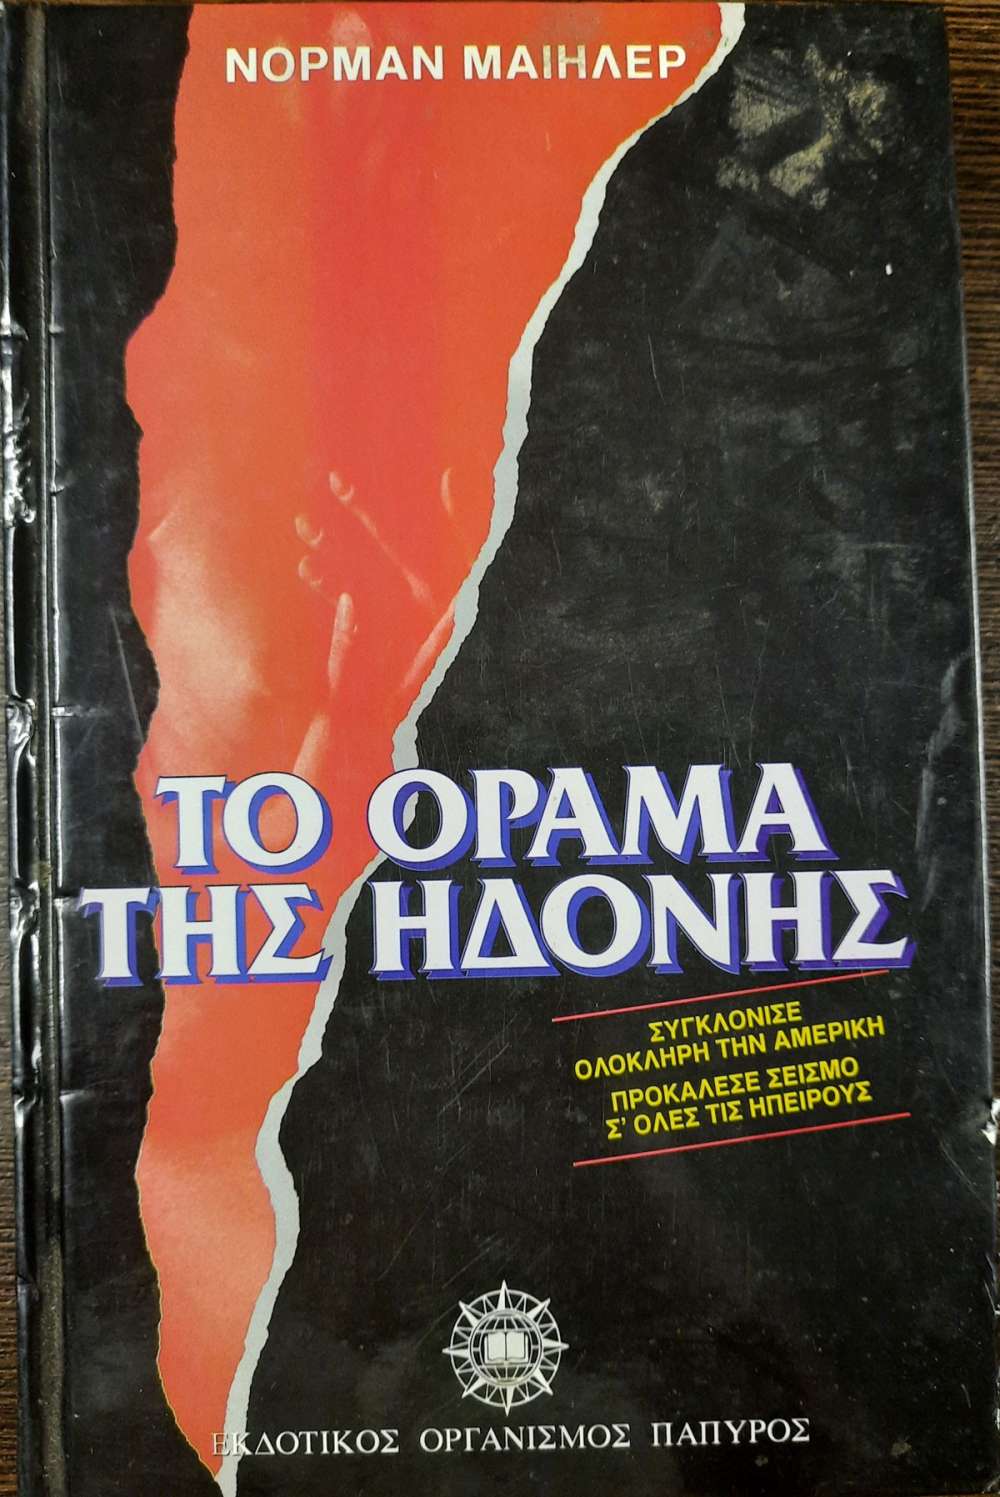 ΝΟΡΜΑΝ ΜΑΙΗΛΕΡ
ΤΟ ΟΡΑΜΑ
ΤΗΣ ΗΔΟΝΗΣ
ΣΥΓΚΛΟΝΙΣΕ
ΟΛΟΚΛΗΡΗ ΤΗΝ ΑΜΕΡΙΚΗ
ΠΡΟΚΑΛΕΣΕ ΣΕΙΣΜΟ
Σ' ΟΛΕΣ ΤΙΣ ΗΠΕΙΡΟΥΣ
ΕΚΔΟΤΙΚΟΣ ΟΡΓΑΝΙΣΜΟΣ ΠΑΠΥΡΟΣ